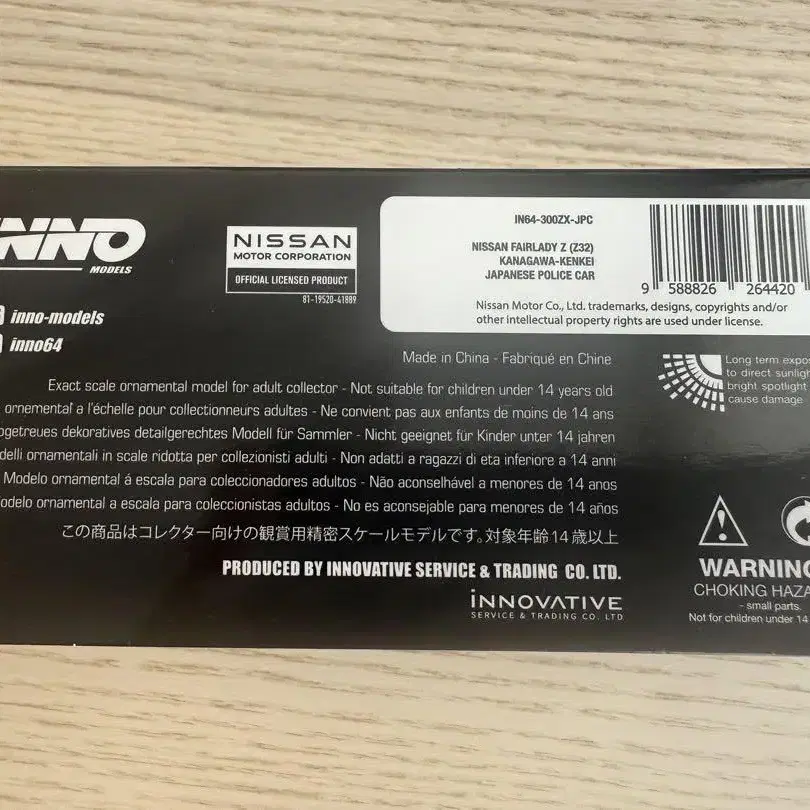 INNO
MODELS
inno-models
inno64
NISSAN
MOTOR CORPORATION
OFFICIAL LICENSED PRODUCT
81-19520-41889
IN64-300ZX-JPC
NISSAN FAIRLADY Z (Z32)
KANAGAWA-KENKEI
JAPANESE POLICE CAR
9 588826 264420
Nissan Motor Co., Ltd. trademarks, designs, copyrights and/or
other intellectual property rights are used under license.
Made in China - Fabriqué en Chine
Long term expos
to direct sunligh
bright spotlight
cause damage
Exact scale ornamental model for adult collector - Not suitable for children under 14 years old
ornemental a l'échelle pour collectionneurs adultes - Ne convient pas aux enfants de moins de 14 ans
ogetreues dekoratives detailgerechtes Modell für Sammler - Nicht geeignet für Kinder unter 14 jahren
delli ornamentali in scale ridotta per collezionisti adulti - Non adatti a ragazzi di eta inferiore a 14 anni
Modelo ornamental á escala para coleccionadores adultos - Não aconselhável a menores de 14 anos
odelo ornamental a escala para coleccionistas adultos - No es aconsejable para menores de 14 años
この商品はコレクター向けの観賞用精密スケールモデルです。対象年齢14歳以上
PRODUCED BY INNOVATIVE SERVICE & TRADING CO. LTD.
INNOVATIVE
SERVICE & TRADING CO. LTD
WARNING
CHOKING HAZA
- small parts.
Not for children under 14